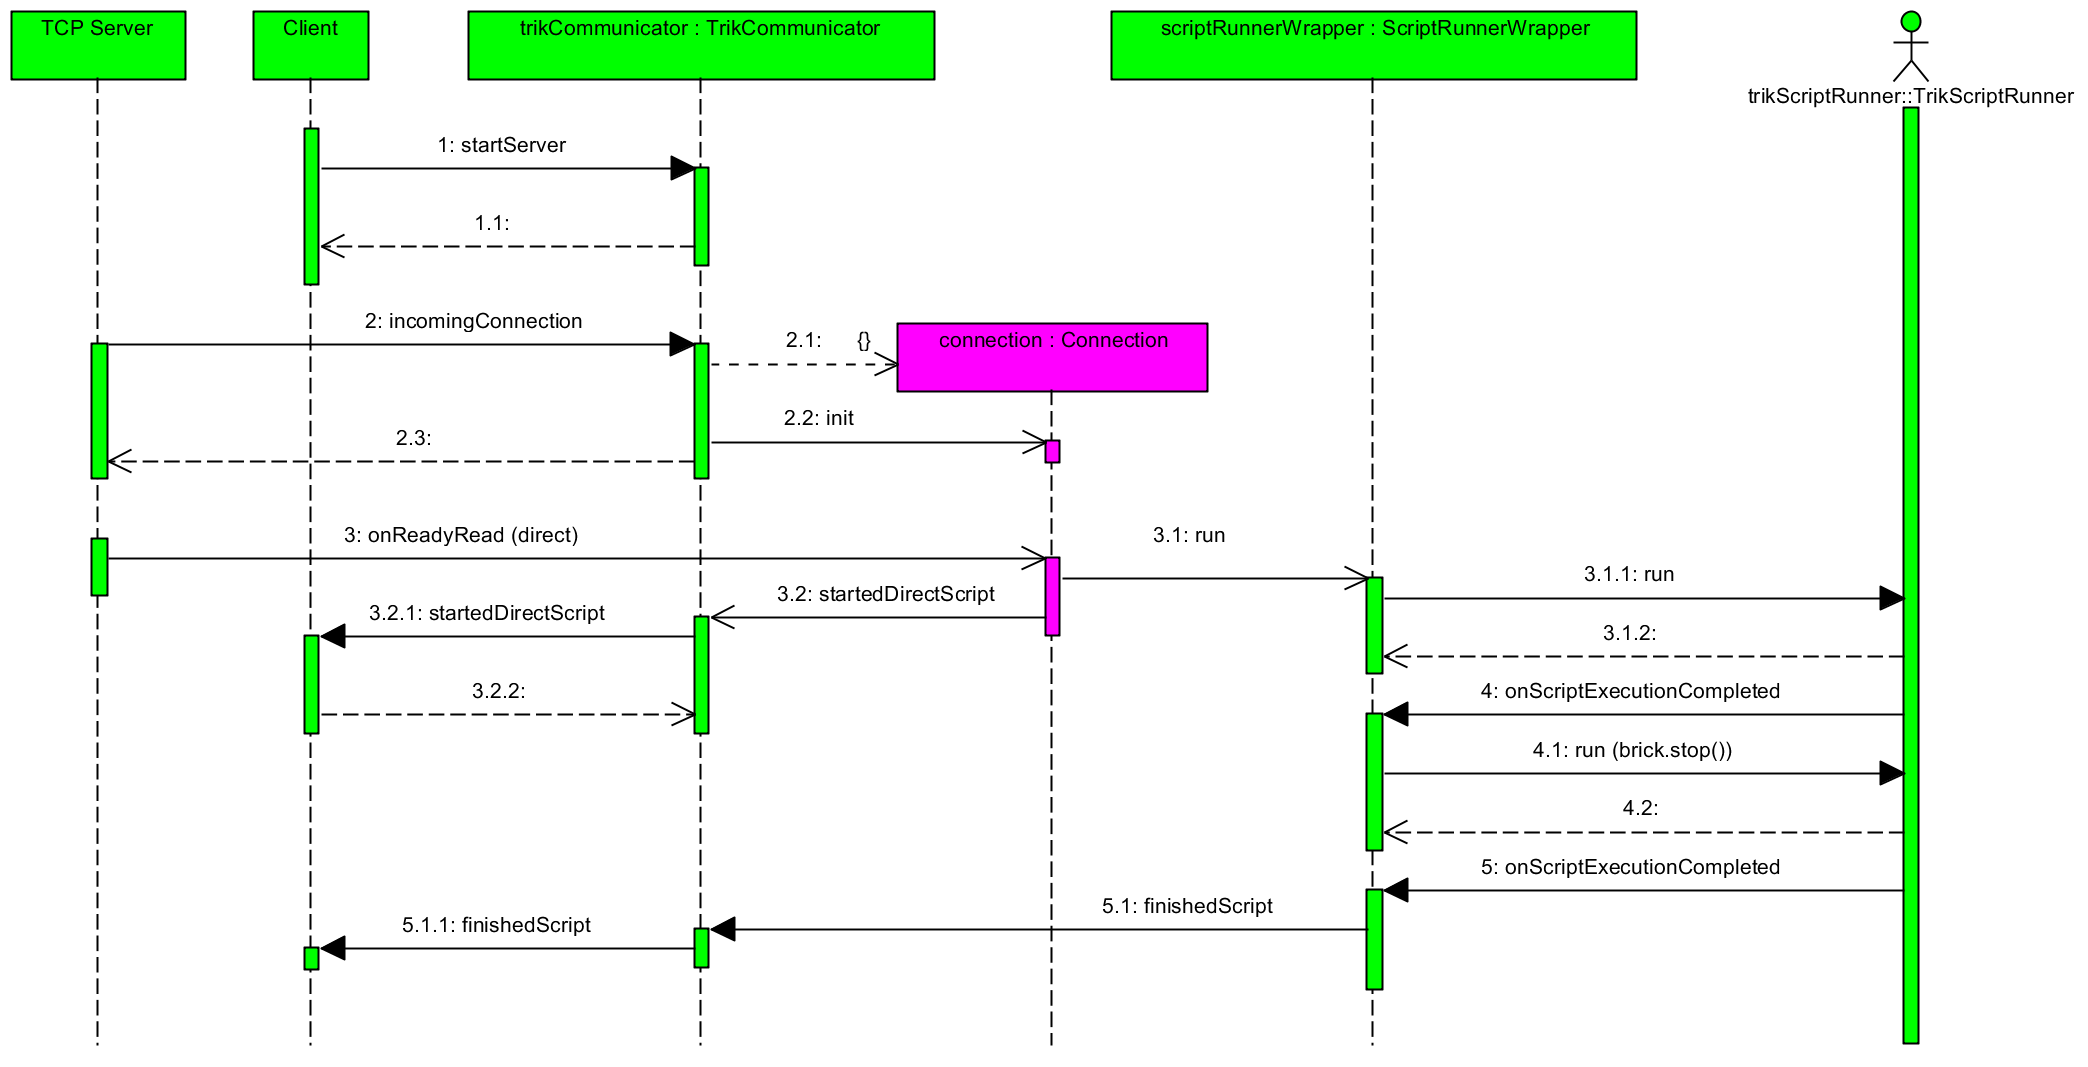 TCP Server
Client
trikCommunicator : TrikCommunicator
scriptRunnerWrapper : ScriptRunnerWrapper
trikScriptRunner::TrikScriptRunner
1: startServer
1.1:
2: incomingConnection
2.1:
{}
connection : Connection
2.2: init
2.3:
3: onReadyRead (direct)
3.1: run
3.1.1: run
3.2: startedDirectScript
3.2.1: startedDirectScript
3.1.2:
3.2.2:
4: onScriptExecutionCompleted
4.1: run (brick.stop())
4.2:
5: onScriptExecutionCompleted
5.1: finishedScript
5.1.1: finishedScript